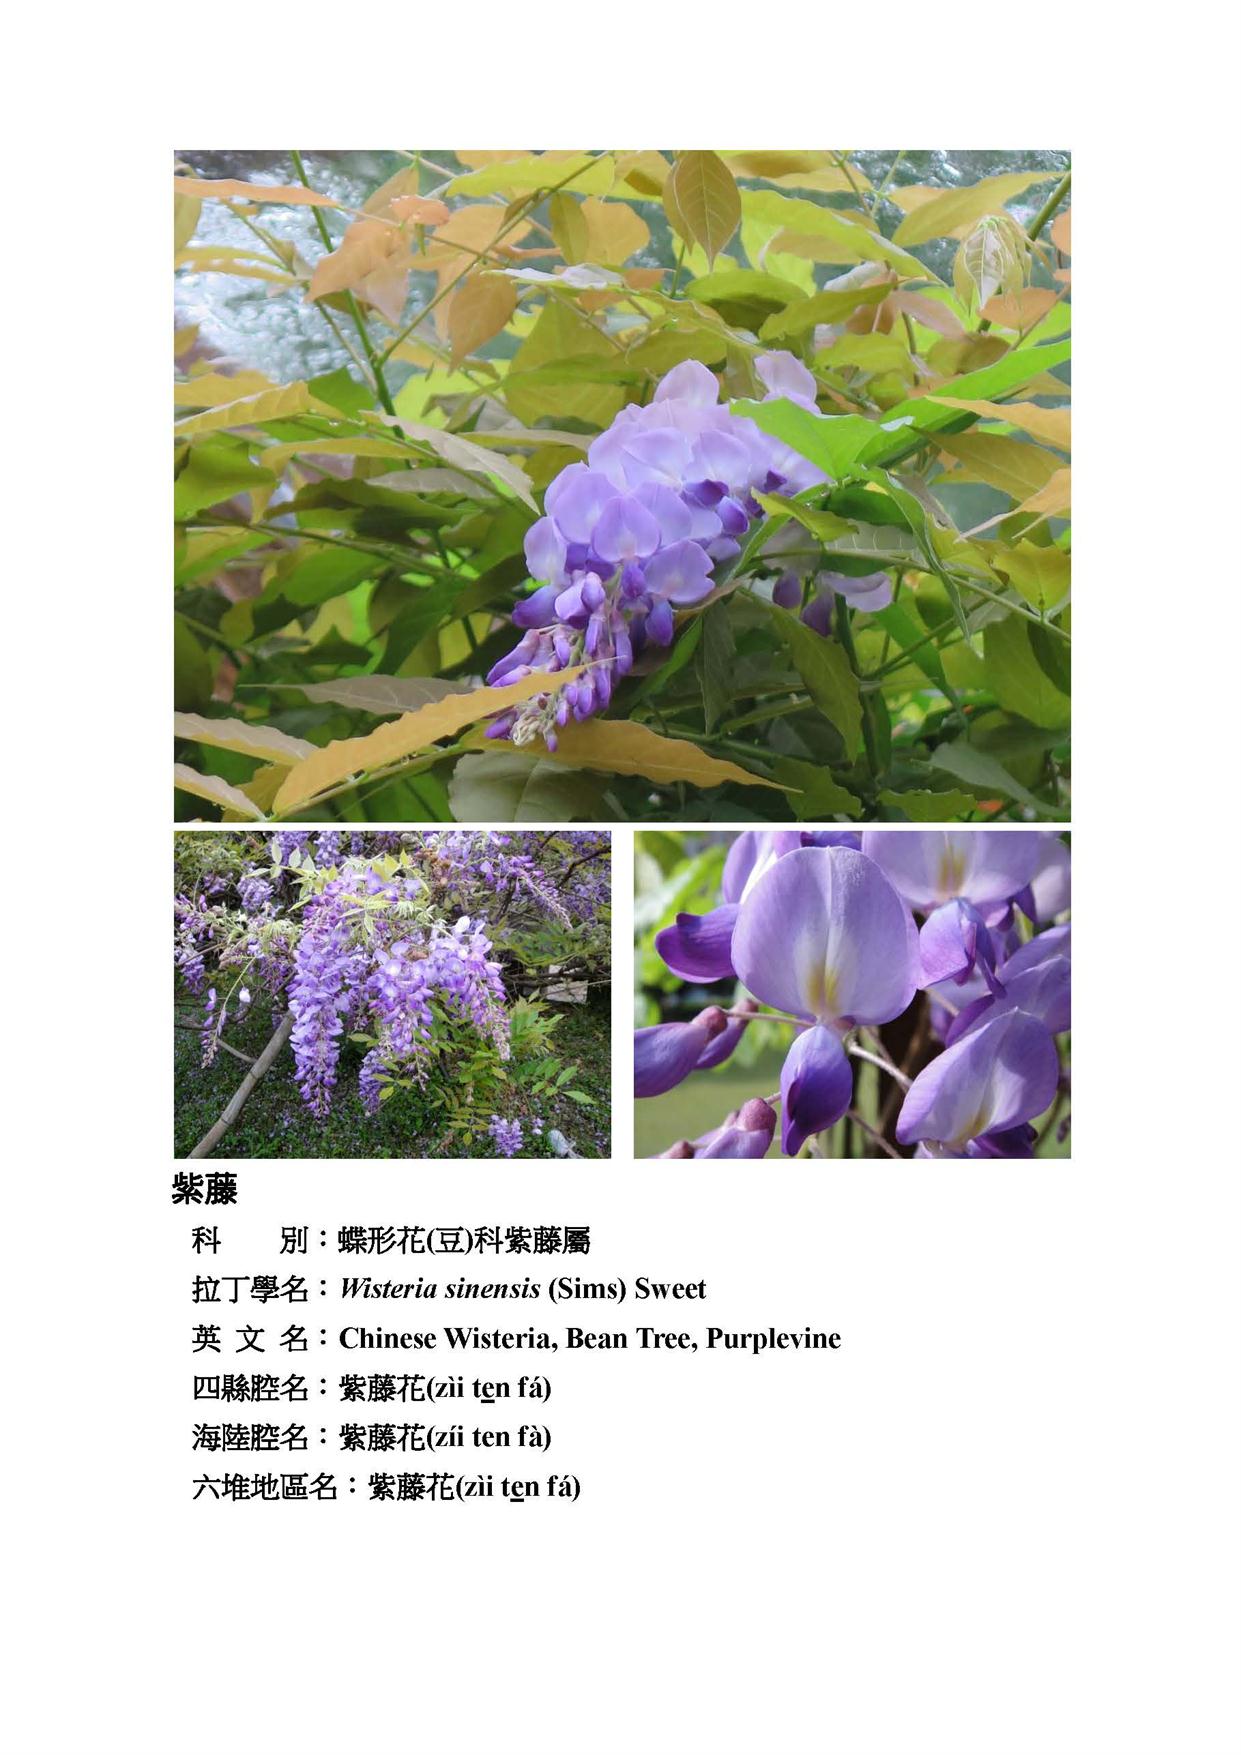 紫藤
科　　別：蝶形花(豆)科紫藤屬
拉丁學名：Wisteria sinensis (Sims) Sweet
英 文 名：Chinese Wisteria, Bean Tree, Purplevine
四縣腔名：紫藤花(zìi te̲n fá)
海陸腔名：紫藤花(zíi ten fà)
六堆地區名：紫藤花(zìi te̲n fá)